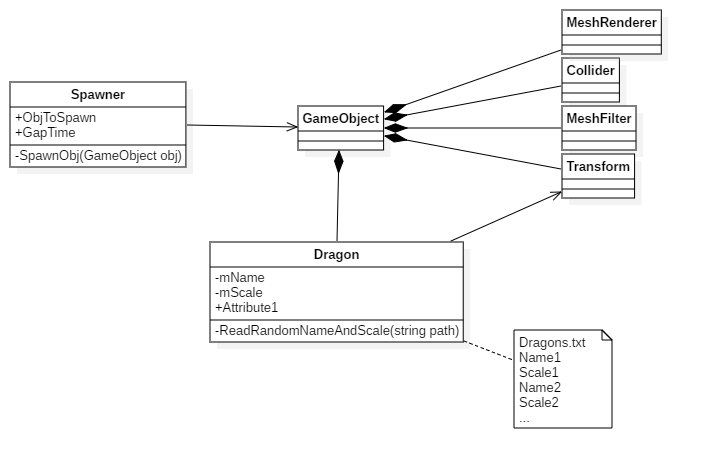 MeshRenderer
Collider
Spawner
+ObjToSpawn
+GapTime
-SpawnObj(GameObject obj)
GameObject
MeshFilter
Transform
Dragon
-mName
-mScale
+Attribute1
-ReadRandomNameAndScale(string path)
Dragons.txt
Name1
Scale1
Name2
Scale2
...